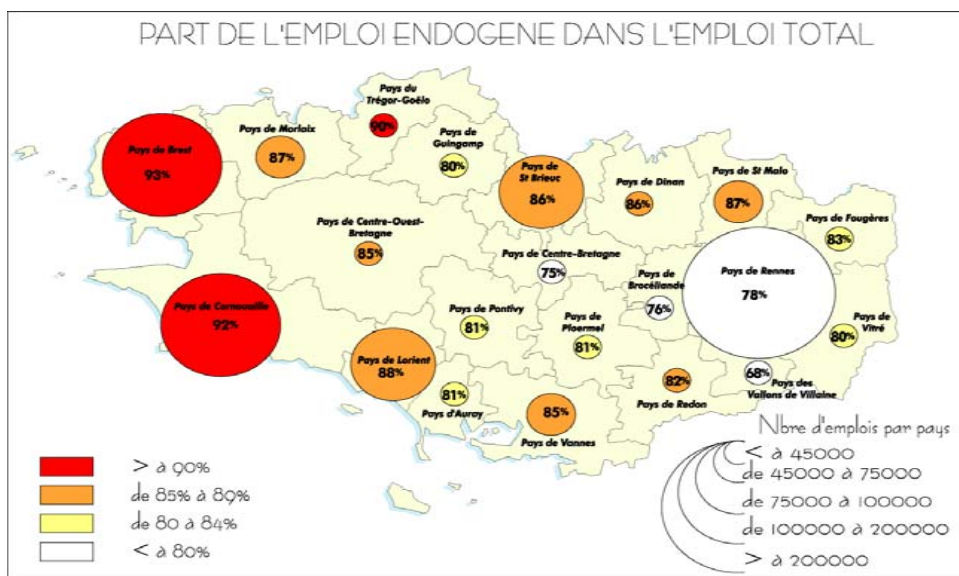 PART DE L'EMPLOI ENDOGENE DANS L'EMPLOI TOTAL
Pays du
Trégor-Goëlo
90%
Pays de Brest
93%
Pays de Morlaix
87%
Pays de
Guingamp
80%
Pays de
St Brieuc
86%
Pays de Dinan
86%
Pays de St Malo
87%
Pays de Fougères
83%
Pays de Centre-Ouest-
Bretagne
85%
Pays de Centre-Bretagne
75%
Pays de
Brocéliande
76%
Pays de Rennes
78%
Pays de Cornouaille
92%
Pays de Pontivy
81%
Pays de
Ploermel
81%
Pays de
Vitré
80%
Pays de Lorient
88%
81%
Pays d'Auray
85%
Pays de Vannes
82%
Pays de Redon
68%
Pays des
Vallons de Villaine
> à 90%
de 85% à 89%
de 80 à 84%
< à 80%
Nbre d'emplois par pays
< à 45000
de 45000 à 75000
de 75000 à 100000
de 100000 à 200000
> à 200000